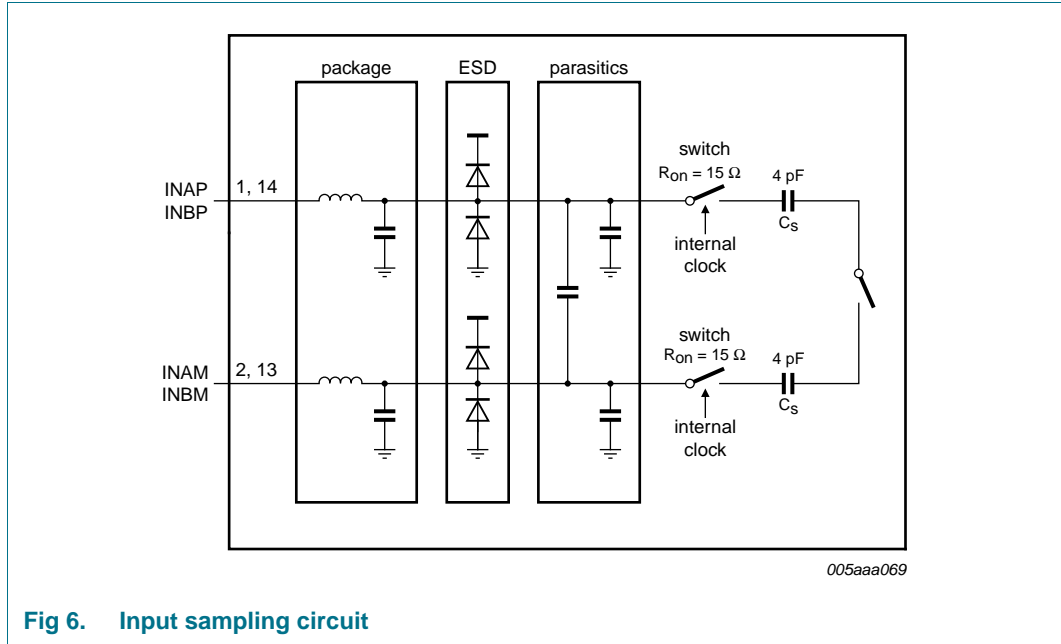 package
ESD
parasitics
switch
Ron = 15 Ω
4 pF
INAP
INBP
1, 14
internal
clock
Cs
switch
Ron = 15 Ω
4 pF
INAM
INBM
2, 13
internal
clock
Cs
005aaa069
Fig 6. Input sampling circuit